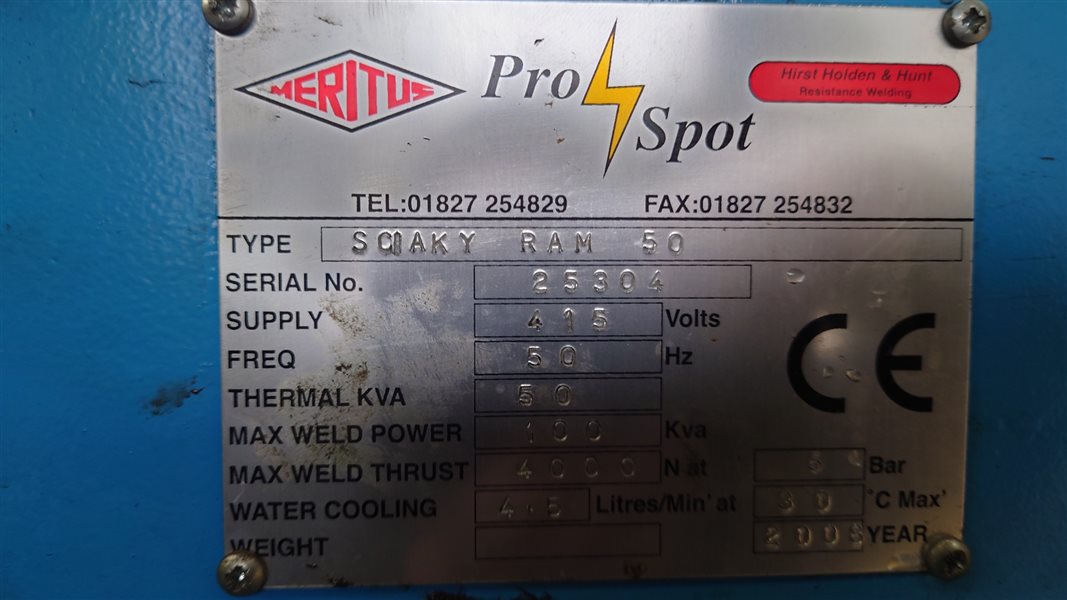 MERITUS
Pro Spot
Hirst Holden & Hunt
Resistance Welding
TEL:01827 254829 FAX:01827 254832
TYPE SCIAKY RAM 50
SERIAL No. 25304
SUPPLY 415 Volts
FREQ 50 Hz
THERMAL KVA 50
MAX WELD POWER 100 Kva
MAX WELD THRUST 4000 N at Bar
WATER COOLING 4.5 Litres/Min' at 30 °C Max'
WEIGHT YEAR
CE